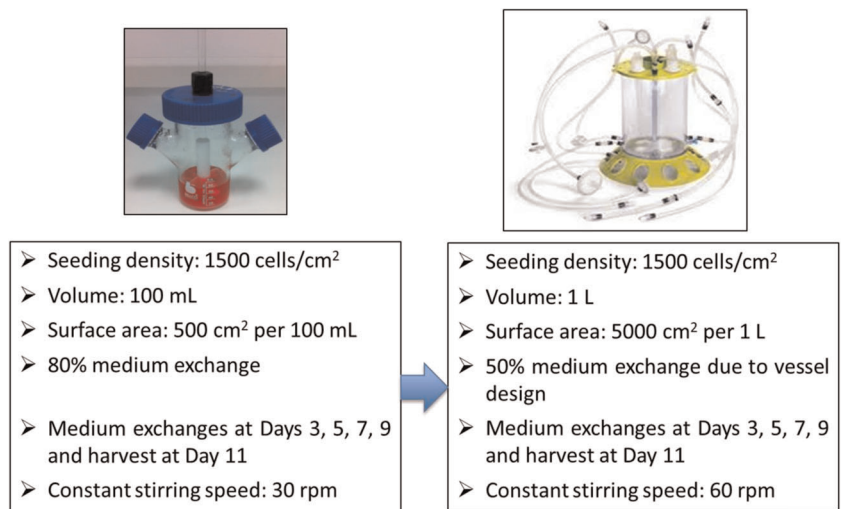 ➢ Seeding density: 1500 cells/cm²
➢ Volume: 100 mL
➢ Surface area: 500 cm² per 100 mL
➢ 80% medium exchange
➢ Medium exchanges at Days 3, 5, 7, 9
and harvest at Day 11
➢ Constant stirring speed: 30 rpm
➢ Seeding density: 1500 cells/cm²
➢ Volume: 1 L
➢ Surface area: 5000 cm² per 1 L
➢ 50% medium exchange due to vessel
design
➢ Medium exchanges at Days 3, 5, 7, 9
and harvest at Day 11
➢ Constant stirring speed: 60 rpm